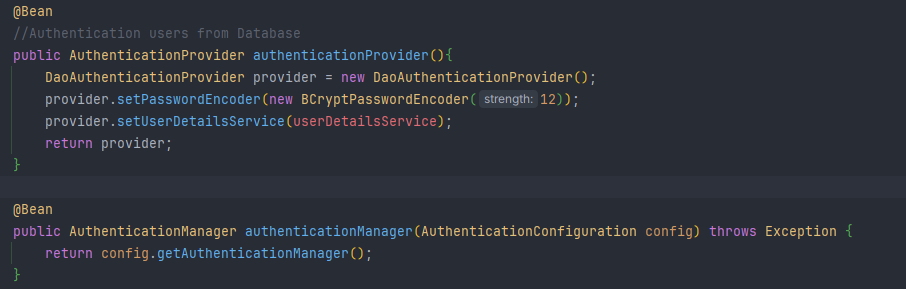 @Bean
//Authentication users from Database
public AuthenticationProvider authenticationProvider(){
DaoAuthenticationProvider provider = new DaoAuthenticationProvider();
provider.setPasswordEncoder(new BCryptPasswordEncoder( strength: 12));
provider.setUserDetailsService(userDetailsService);
return provider;
}
@Bean
public AuthenticationManager authenticationManager(AuthenticationConfiguration config) throws Exception {
return config.getAuthenticationManager();
}